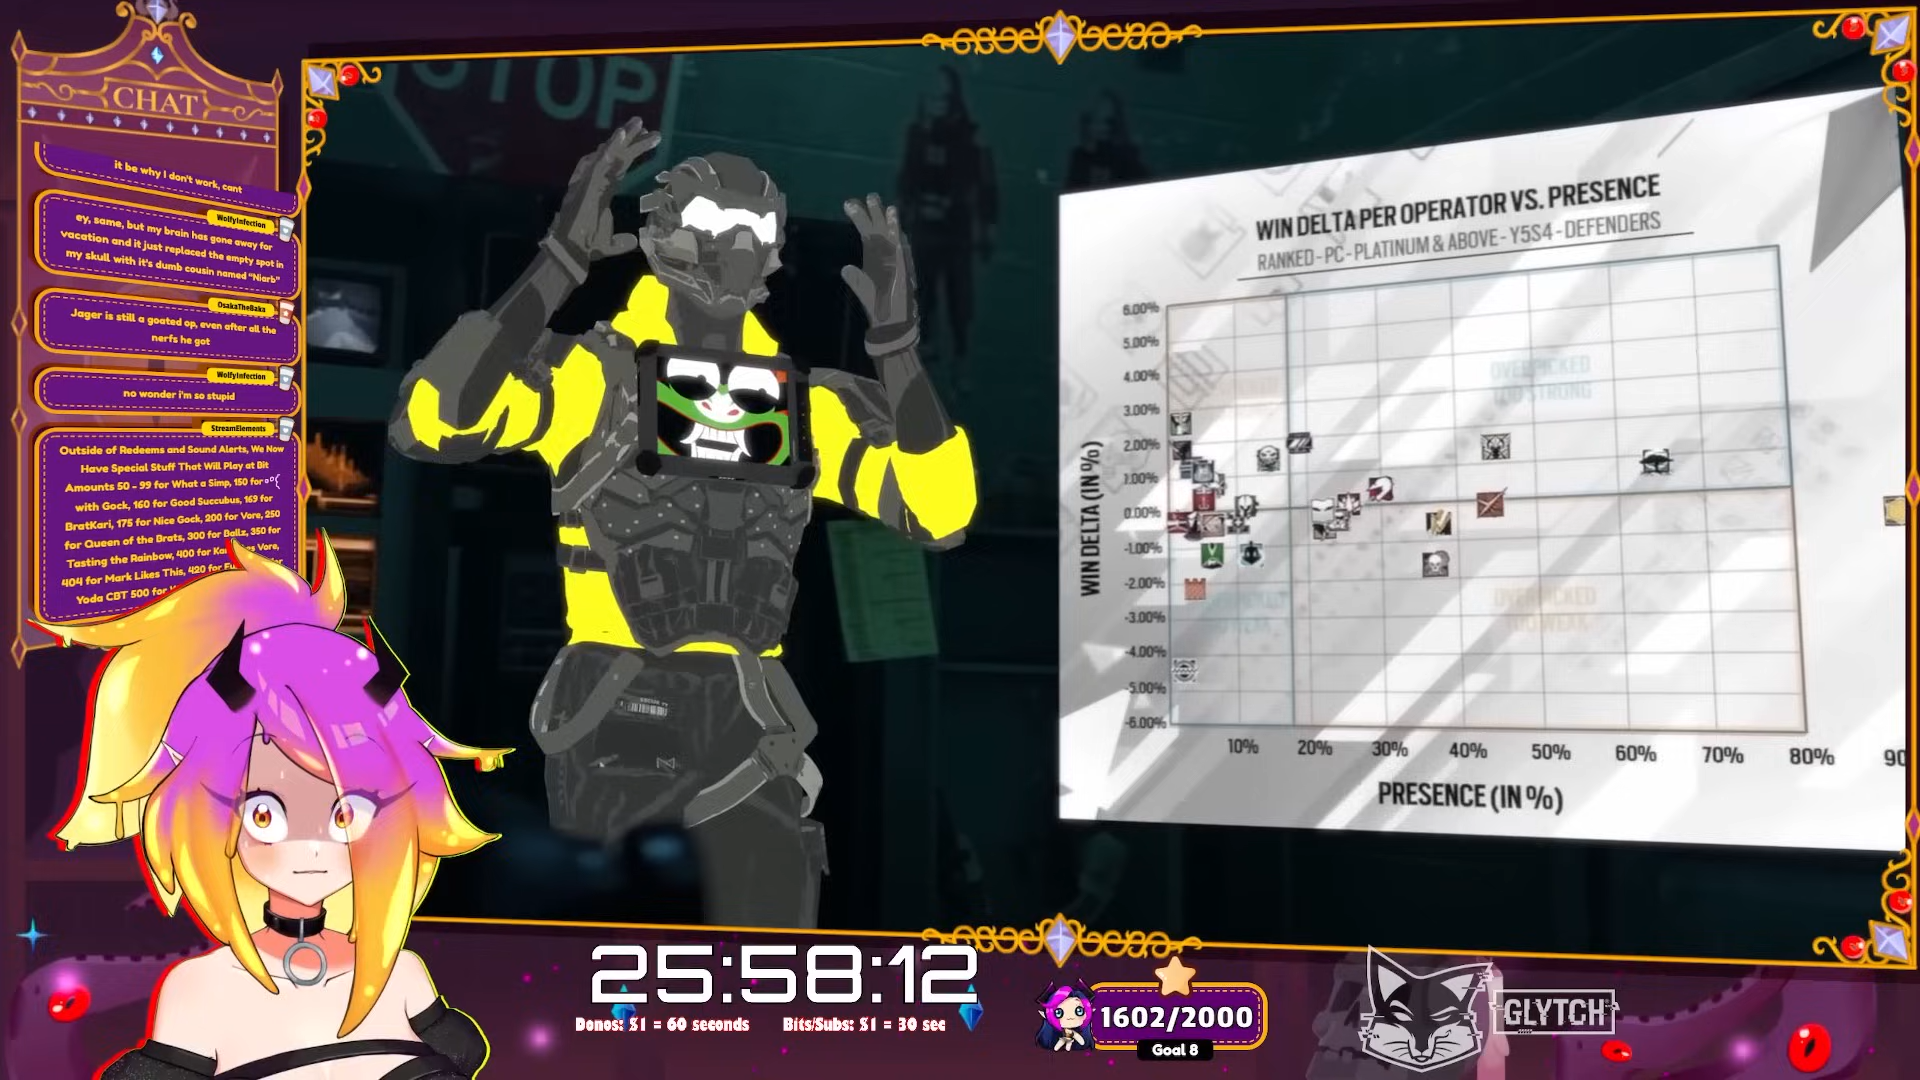 CHAT
it be why I don't work, cant
WolfyInfection
ey, same, but my brain has gone away for
vacation and it just replaced the empty spot in
my skull with it's dumb cousin named "Niarb"
OsakaTheBaka
Jager is still a goated op, even after all the
nerfs he got
WolfyInfection
no wonder i'm so stupid
StreamElements
Outside of Redeems and Sound Alerts, We Now
Have Special Stuff That Will Play at Bit
Amounts 50 - 99 for What a Simp, 150 for
with Gock, 160 for Good Succubus, 169 for
BratKari, 175 for Nice Gock, 200 for Vore, 250
for Queen of the Brats, 300 for Ballz, 350 for
Tasting the Rainbow, 400 for Vore,
404 for Mark Likes This, 420 for
Yoda CBT 500 for
STOP
WIN DELTA PER OPERATOR VS. PRESENCE
RANKED - PC - PLATINUM & ABOVE - Y5S4 - DEFENDERS
WIN DELTA (IN %)
6.00%
5.00%
4.00%
3.00%
2.00%
1.00%
0.00%
-1.00%
-2.00%
-3.00%
-4.00%
-5.00%
-6.00%
OVERPICKED
TOO STRONG
OVERPICKED
TOO WEAK
10% 20% 30% 40% 50% 60% 70% 80% 90
PRESENCE (IN %)
25:58:12
Donos: $1 = 60 seconds Bits/Subs: $1 = 30 sec
1602/2000
Goal 8
GLYTCH